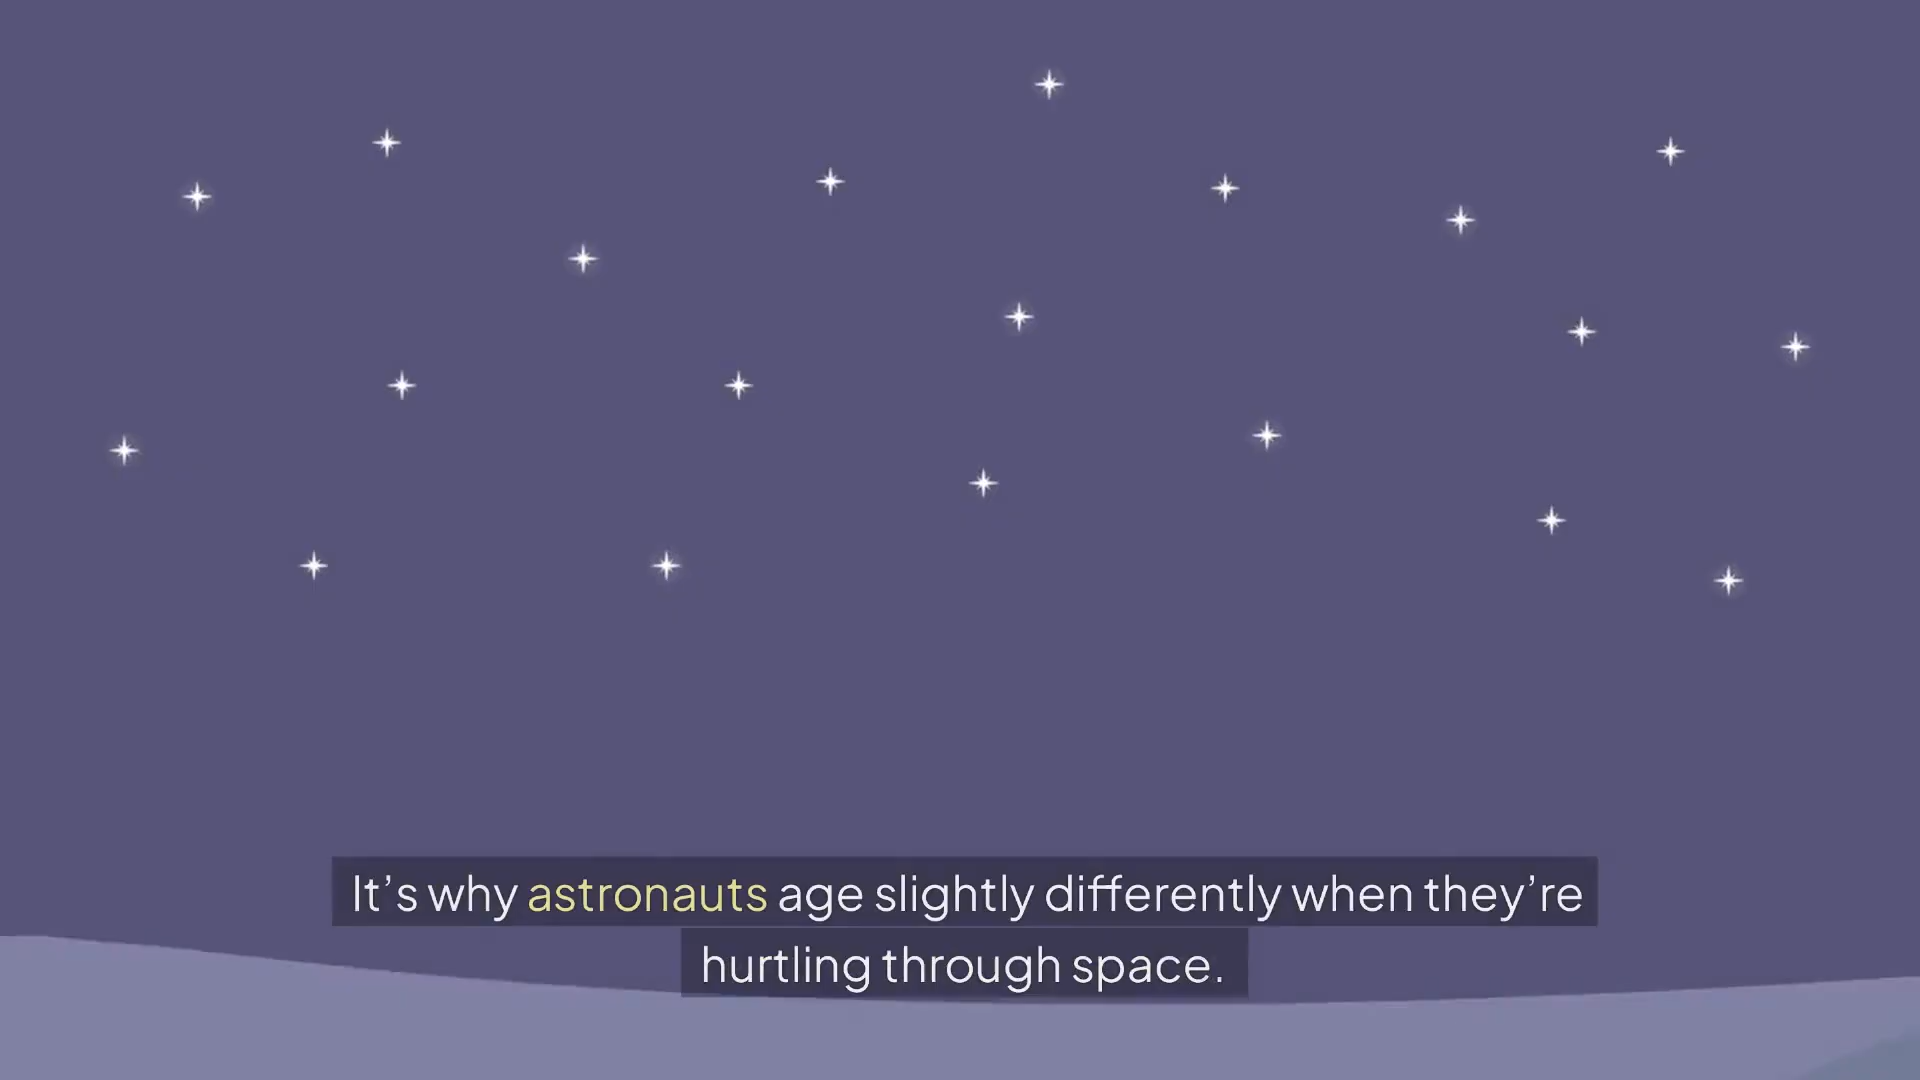 It’s why astronauts age slightly differently when they’re
hurtling through space.